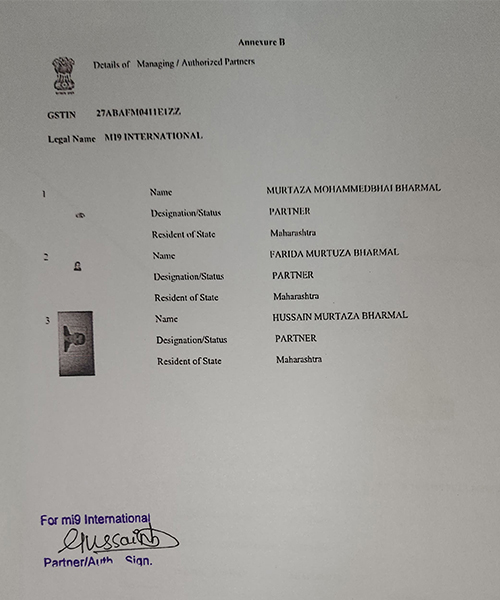 Annexure B
Details of Managing / Authorized Partners
GSTIN 27ABAFM0411E1ZZ
Legal Name MI9 INTERNATIONAL
1 Name MURTAZA MOHAMMEDBHAI BHARMAL
Designation/Status PARTNER
Resident of State Maharashtra
2 Name FARIDA MURTUZA BHARMAL
Designation/Status PARTNER
Resident of State Maharashtra
3 Name HUSSAIN MURTAZA BHARMAL
Designation/Status PARTNER
Resident of State Maharashtra
For mi9 International
Partner/Auth Sign.